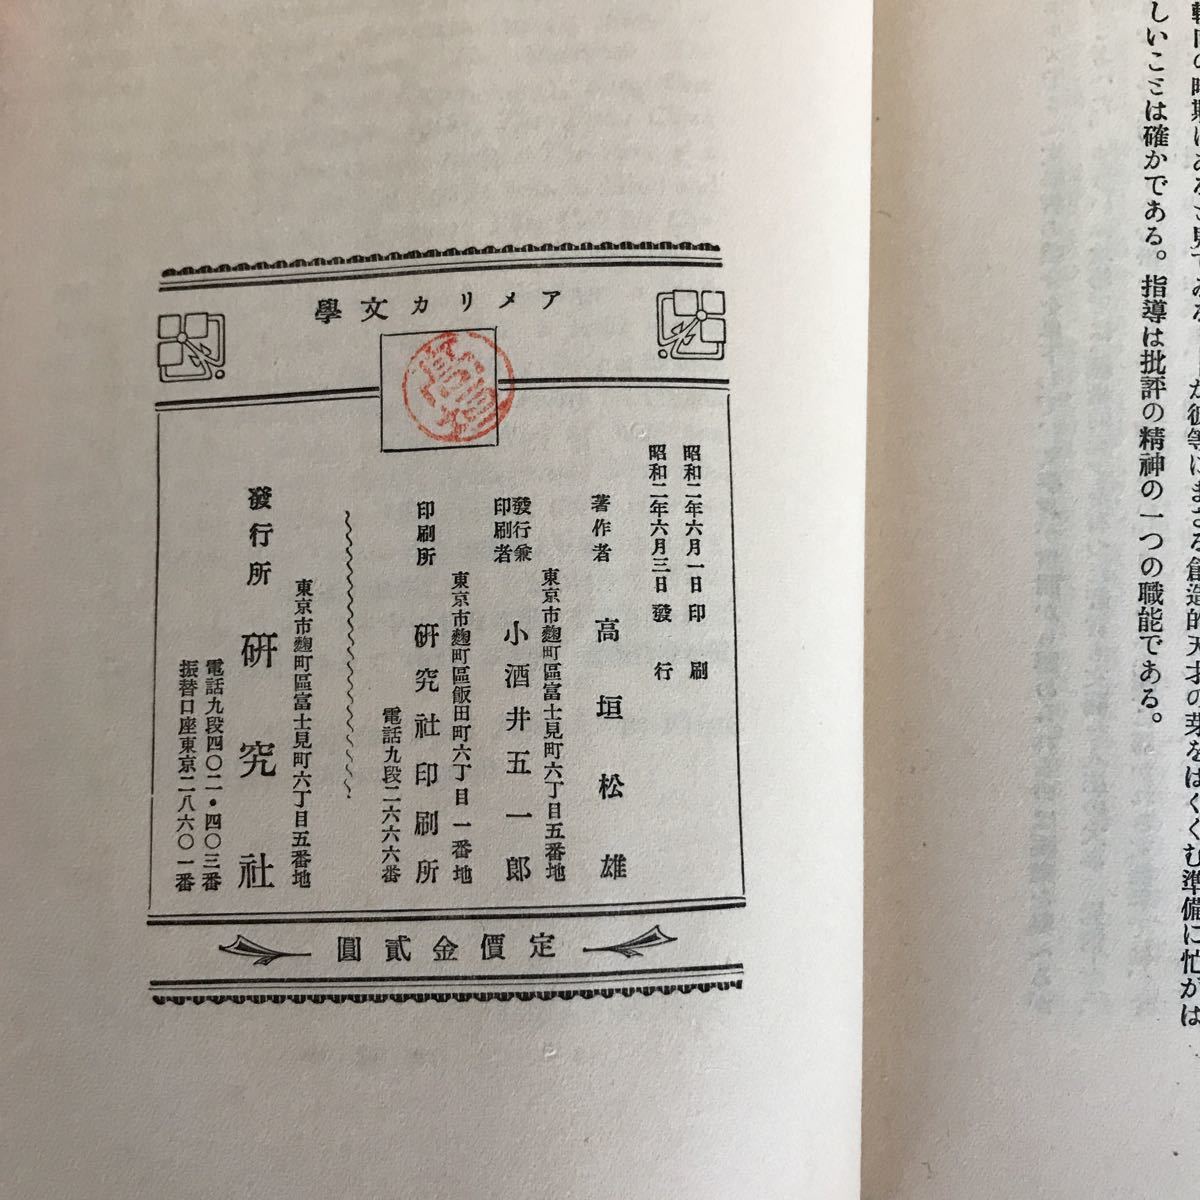 しいことは確かである。指導は批評の精神の一つの職能である。
アメリカ文學
昭和二年六月一日印刷
昭和二年六月三日發行
著作者 高垣松雄
東京市麴町區富士見町六丁目五番地
發行兼印刷者 小酒井五一郎
東京市麴町區飯田町六丁目一番地
印刷所 研究社印刷所
電話九段二六六六番
東京市麴町區富士見町六丁目五番地
發行所 研究社
電話九段四〇二・四〇三番
振替口座東京二八六〇一番
定價金貳圓